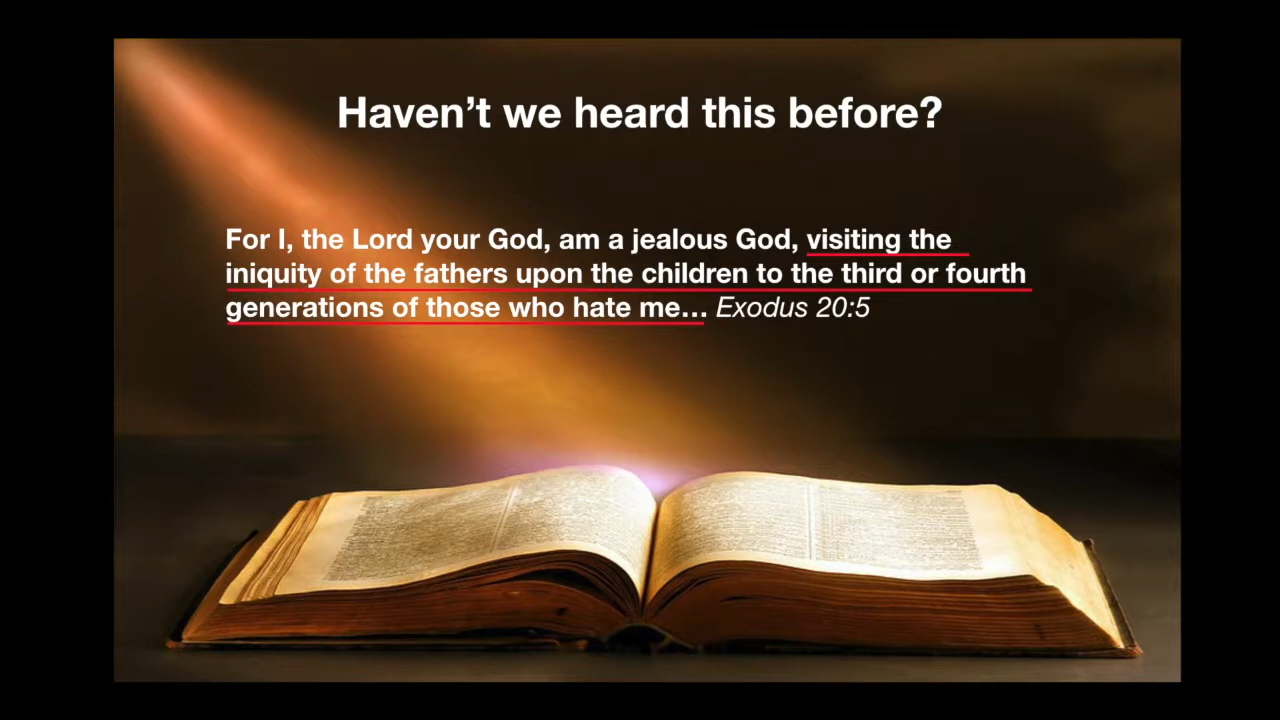 Haven’t we heard this before?
For I, the Lord your God, am a jealous God, visiting the
iniquity of the fathers upon the children to the third or fourth
generations of those who hate me… Exodus 20:5